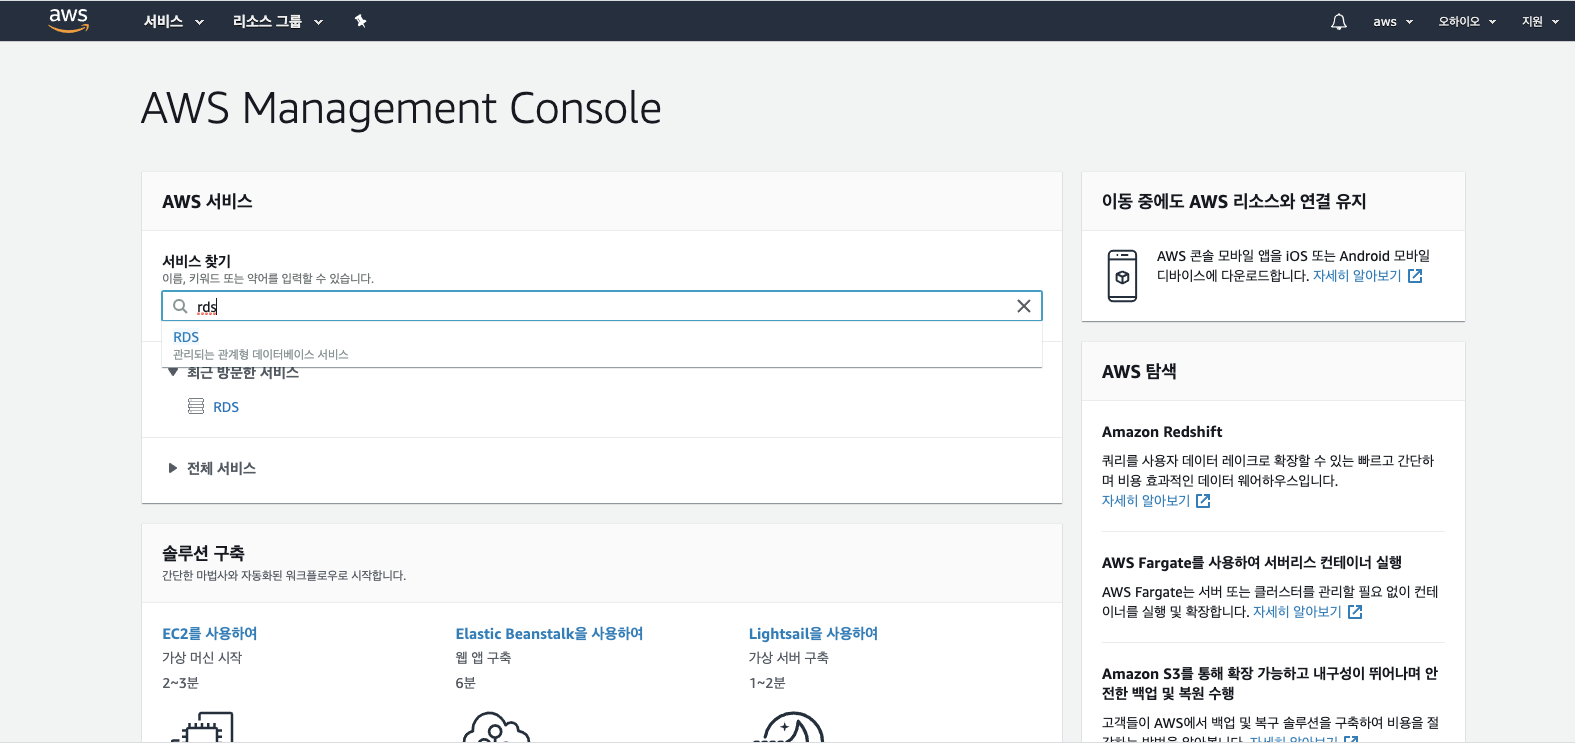 aws
서비스
리소스 그룹
aws
오하이오
지원
AWS Management Console
AWS 서비스
서비스 찾기
이름, 키워드 또는 약어를 입력할 수 있습니다.
rds
RDS
관리되는 관계형 데이터베이스 서비스
최근 방문한 서비스
RDS
전체 서비스
솔루션 구축
간단한 마법사와 자동화된 워크플로우로 시작합니다.
EC2를 사용하여
가상 머신 시작
2~3분
Elastic Beanstalk을 사용하여
웹 앱 구축
6분
Lightsail을 사용하여
가상 서버 구축
1~2분
이동 중에도 AWS 리소스와 연결 유지
AWS 콘솔 모바일 앱을 iOS 또는 Android 모바일
디바이스에 다운로드합니다. 자세히 알아보기
AWS 탐색
Amazon Redshift
쿼리를 사용자 데이터 레이크로 확장할 수 있는 빠르고 간단하
며 비용 효과적인 데이터 웨어하우스입니다.
자세히 알아보기
AWS Fargate를 사용하여 서버리스 컨테이너 실행
AWS Fargate는 서버 또는 클러스터를 관리할 필요 없이 컨테
이너를 실행 및 확장합니다. 자세히 알아보기
Amazon S3를 통해 확장 가능하고 내구성이 뛰어나며 안
전한 백업 및 복원 수행
고객들이 AWS에서 백업 및 복구 솔루션을 구축하여 비용을 절
감하는 방법을 알아봅니다. 자세히 알아보기